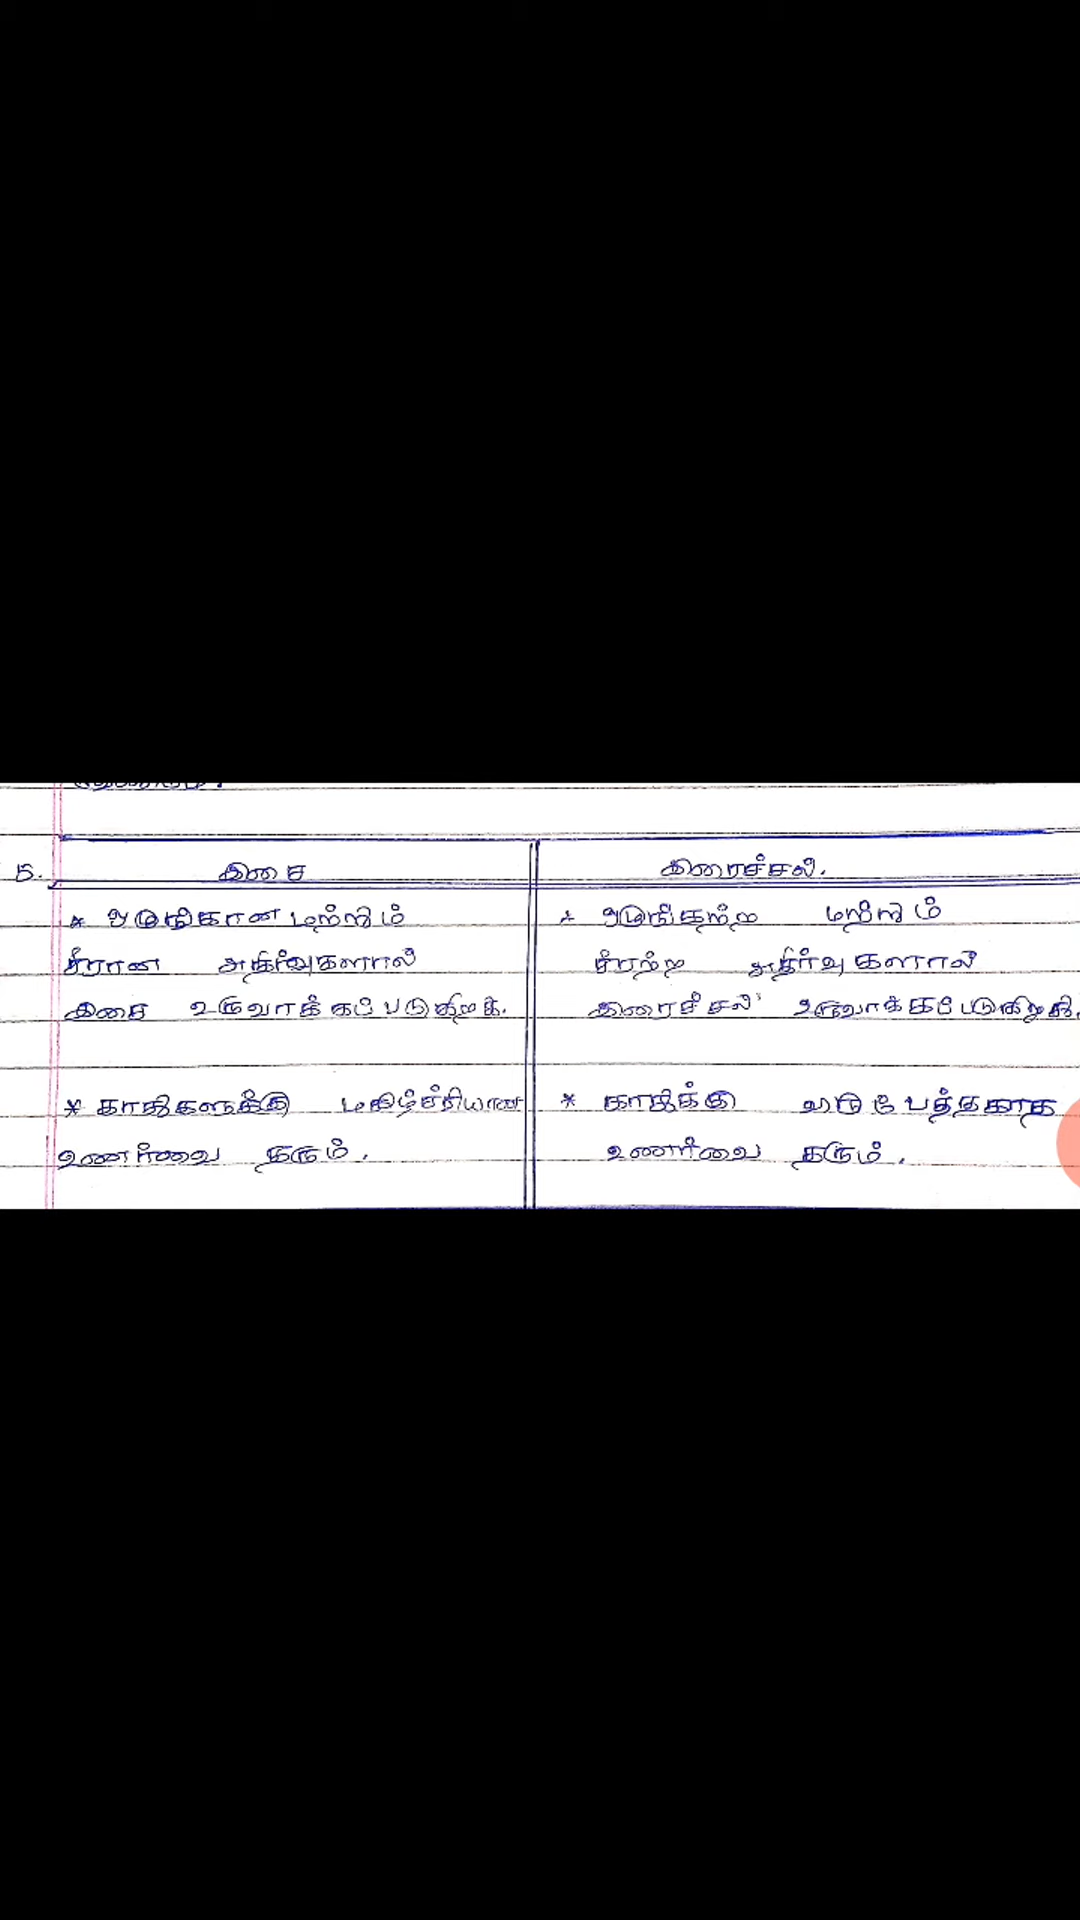 5. இசை இரைச்சல்.
* ஒழுங்கான மற்றும்
சீரான அதிர்வுகளால்
இசை உருவாக்கப்படுகிறது.
* காதுகளுக்கு மகிழ்ச்சியான
உணர்வை தரும்.
* ஒழுங்கற்ற மற்றும்
சீரற்ற அதிர்வுகளால்
இரைச்சல் உருவாக்கப்படுகிறது.
* காதுக்கு
உணர்வை தரும்.